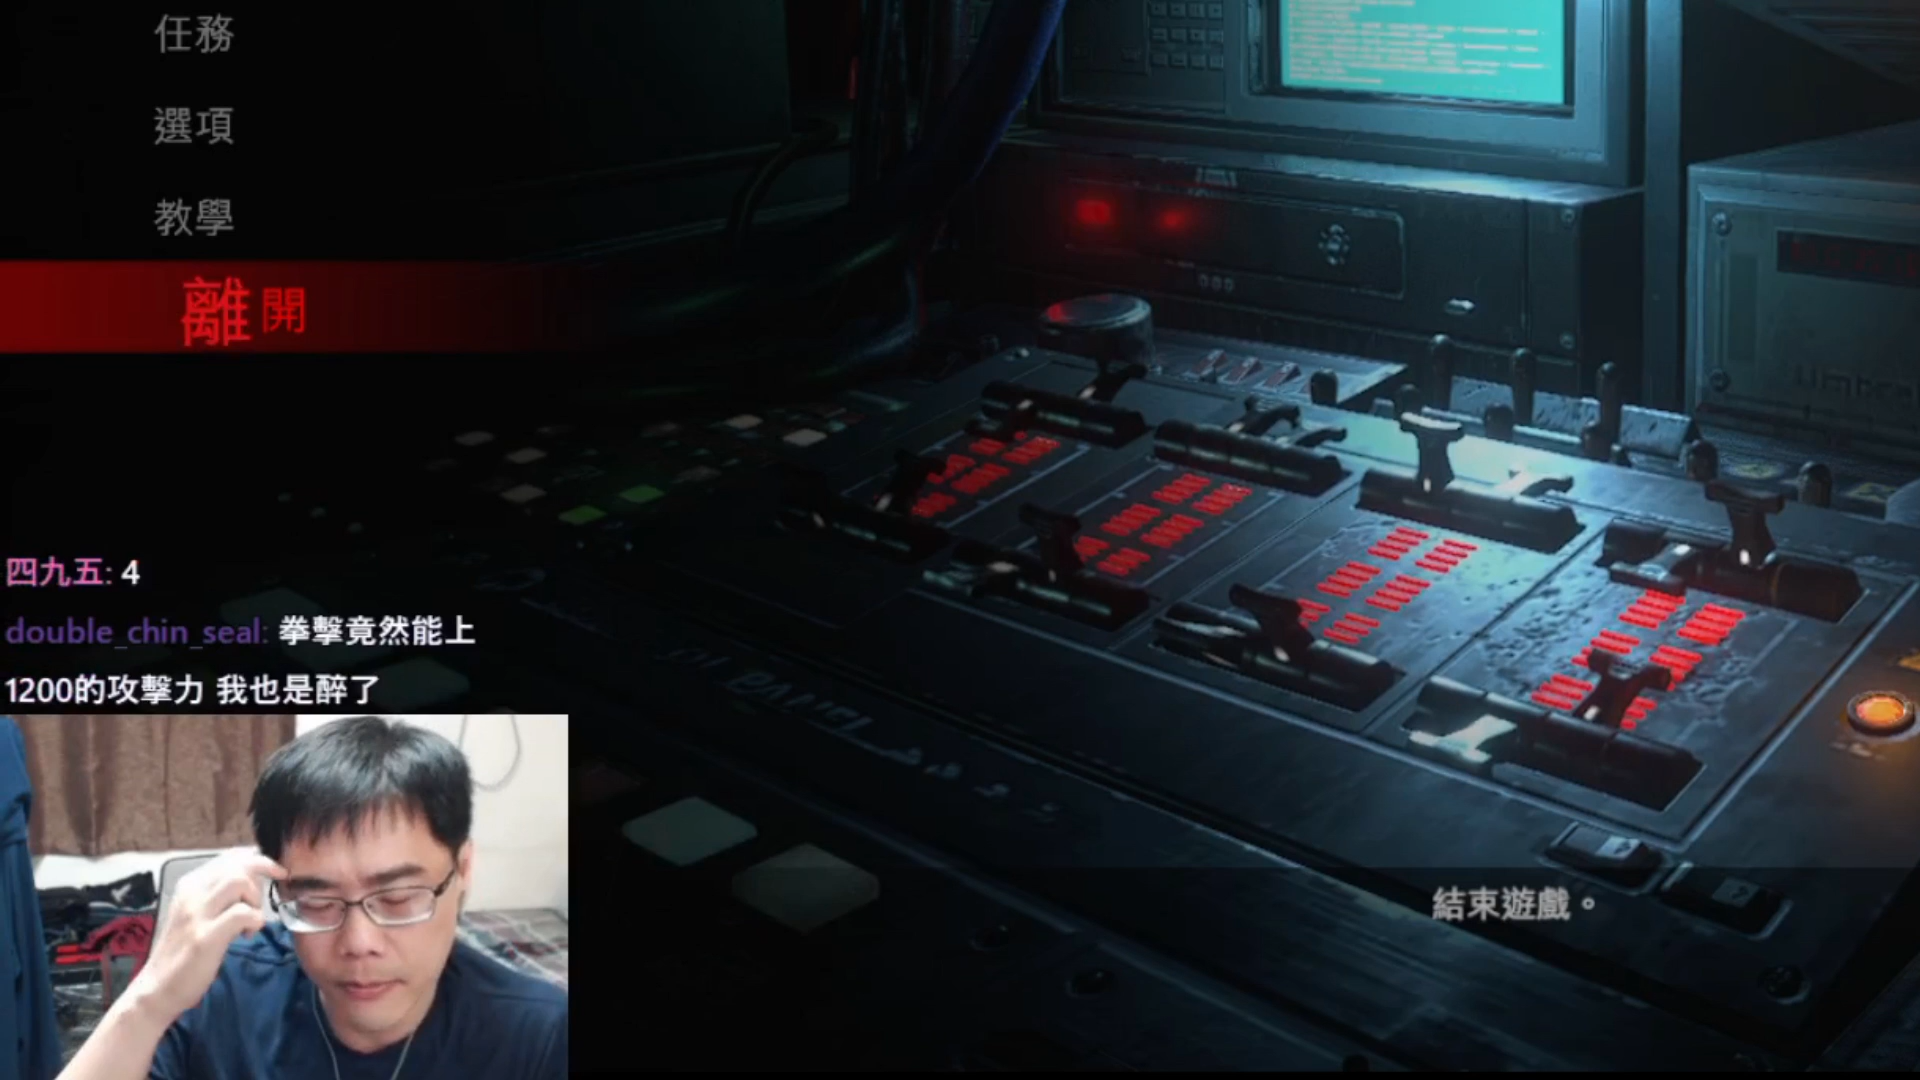 任務
選項
教學
離開
四九五: 4
double_chin_seal: 拳擊竟然能上
1200的攻擊力 我也是醉了
結束遊戲。